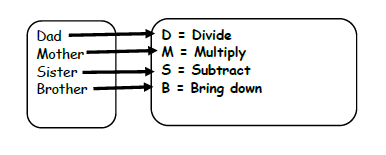 Dad
Mother
Sister
Brother
D = Divide
M = Multiply
S = Subtract
B = Bring down